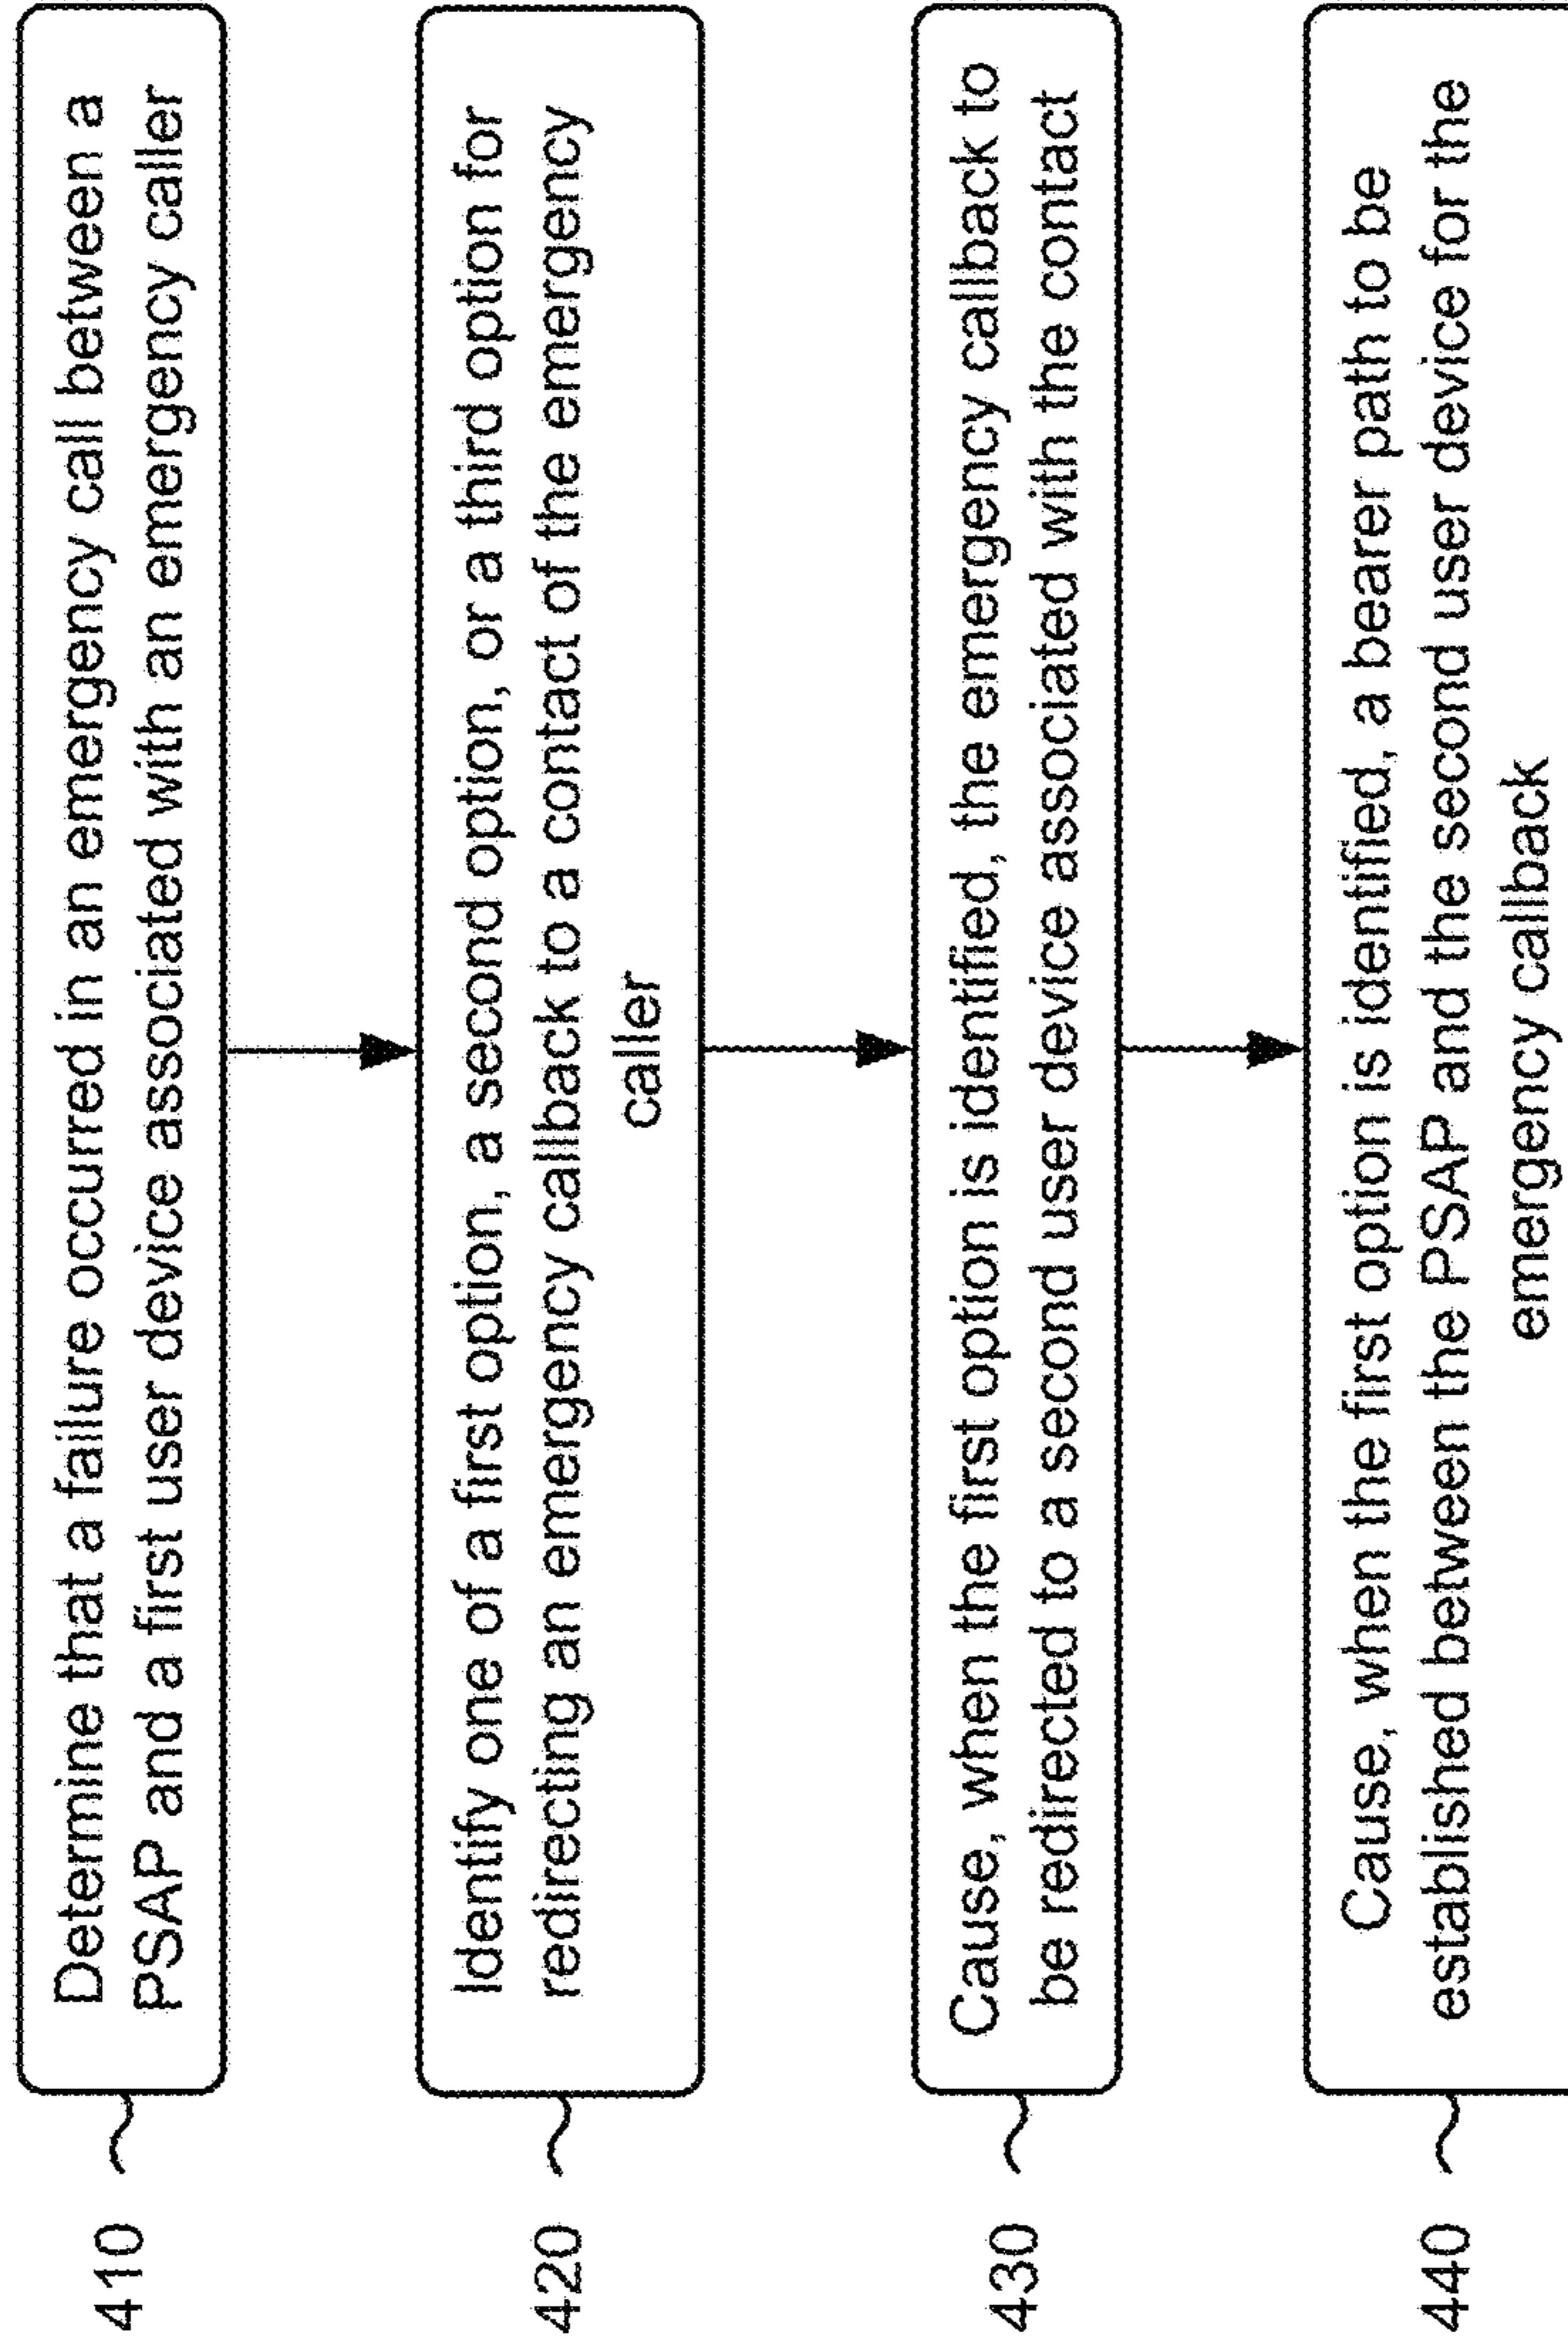 410
Determine that a failure occurred in an emergency call between a
PSAP and a first user device associated with an emergency caller
420
Identify one of a first option, a second option, or a third option for
redirecting an emergency callback to a contact of the emergency
caller
430
Cause, when the first option is identified, the emergency callback to
be redirected to a second user device associated with the contact
440
Cause, when the first option is identified, a bearer path to be
established between the PSAP and the second user device for the
emergency callback